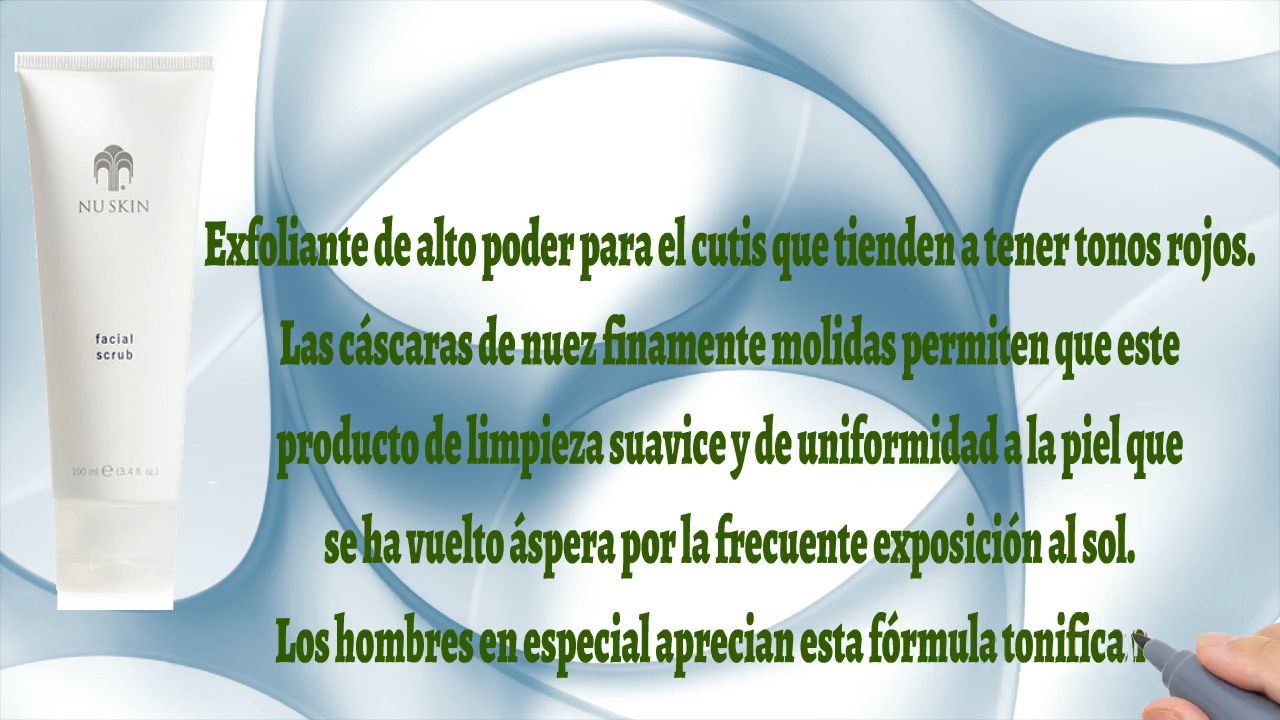 NU SKIN
facial
scrub
100 ml e (3.4 fl. oz.)
Exfoliante de alto poder para el cutis que tienden a tener tonos rojos.
Las cáscaras de nuez finamente molidas permiten que este
producto de limpieza suavice y de uniformidad a la piel que
se ha vuelto áspera por la frecuente exposición al sol.
Los hombres en especial aprecian esta fórmula